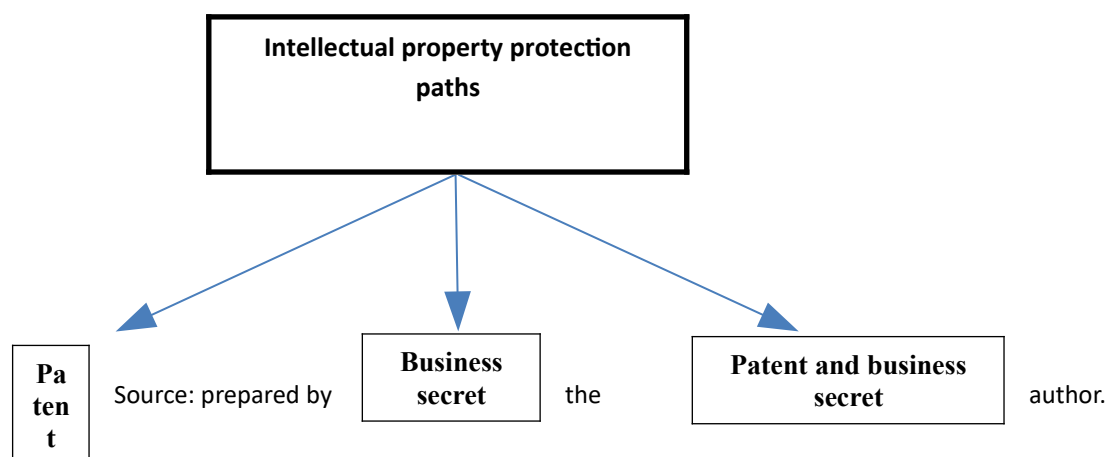 Intellectual property protection
paths
Pa
ten
t
Source: prepared by
Business
secret
the
Patent and business
secret
author.